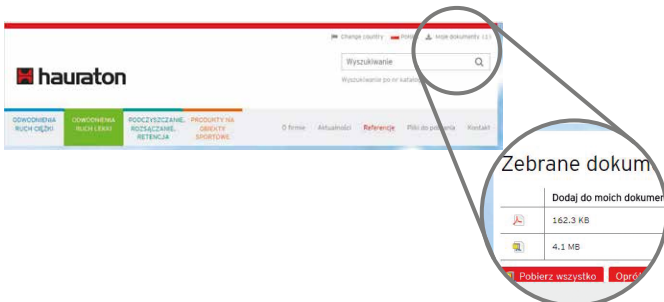 Change country
Moje dokumenty (2)
Wyszukiwanie
Wyszukiwanie po nr
hauraton
ODWODNIENIA
RUCH CIĘŻKI
ODWODNIENIA
RUCH LEKKI
PODCZYSZCZANIE,
ROZSĄCZANIE,
RETENCJA
PRODUKTY NA
OBIEKTY
SPORTOWE
O firmie Aktualności Referencje Pliki do pobrania Kontakt
Zebrane dokum
Dodaj do moich dokumen
162.3 KB
4.1 MB
Pobierz wszystko Opró